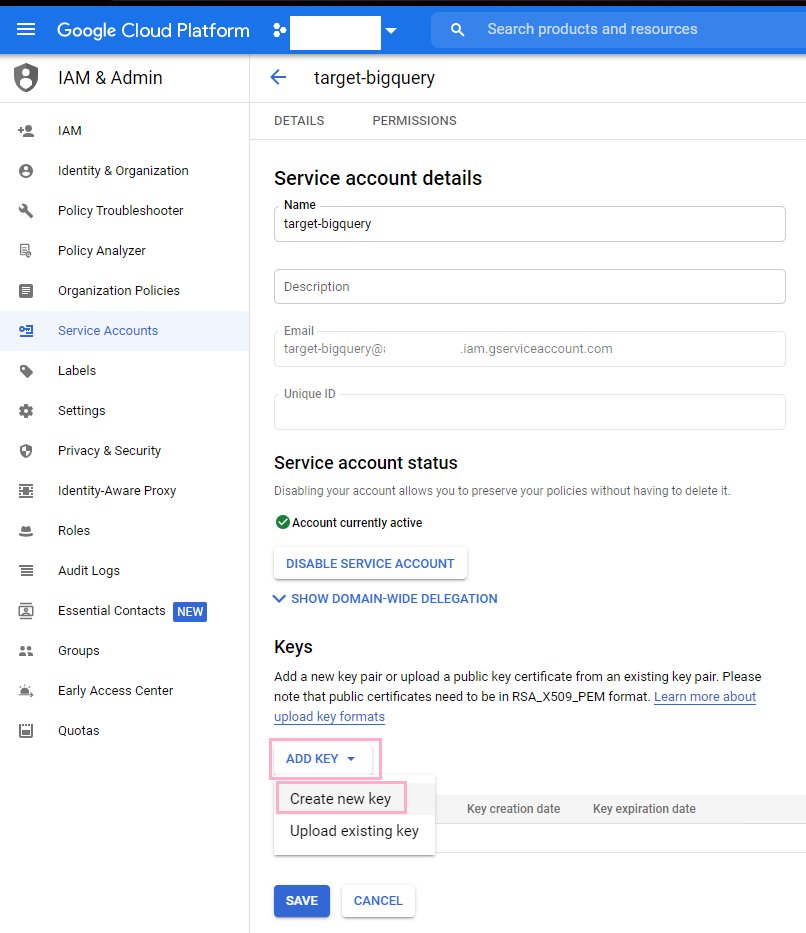 Google Cloud Platform
Search products and resources
IAM & Admin
target-bigquery
IAM
Identity & Organization
Policy Troubleshooter
Policy Analyzer
Organization Policies
Service Accounts
Labels
Settings
Privacy & Security
Identity-Aware Proxy
Roles
Audit Logs
Essential Contacts NEW
Groups
Early Access Center
Quotas
DETAILS PERMISSIONS
Service account details
Name
target-bigquery
Description
Email
target-bigquery@ .iam.gserviceaccount.com
Unique ID
Service account status
Disabling your account allows you to preserve your policies without having to delete it.
Account currently active
DISABLE SERVICE ACCOUNT
SHOW DOMAIN-WIDE DELEGATION
Keys
Add a new key pair or upload a public key certificate from an existing key pair. Please
note that public certificates need to be in RSA_X509_PEM format. Learn more about
upload key formats
ADD KEY
Create new key
Upload existing key
Key creation date Key expiration date
SAVE CANCEL